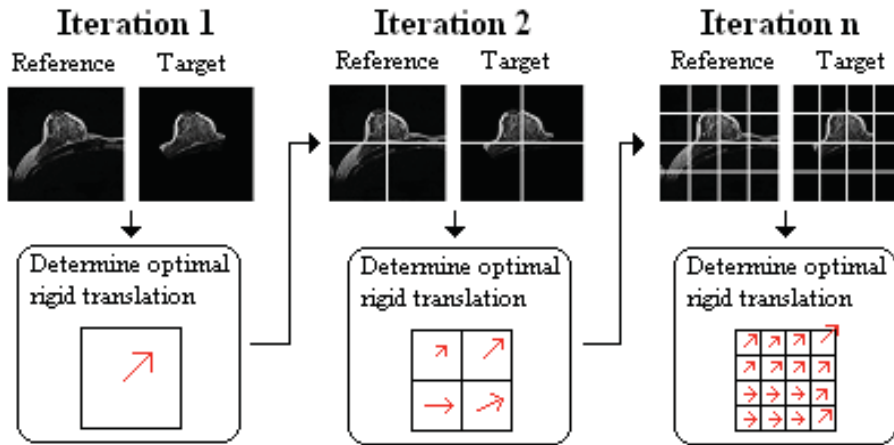 Iteration 1
Iteration 2
Iteration n
Reference Target
Reference Target
Reference Target
Determine optimal
rigid translation
Determine optimal
rigid translation
Determine optimal
rigid translation